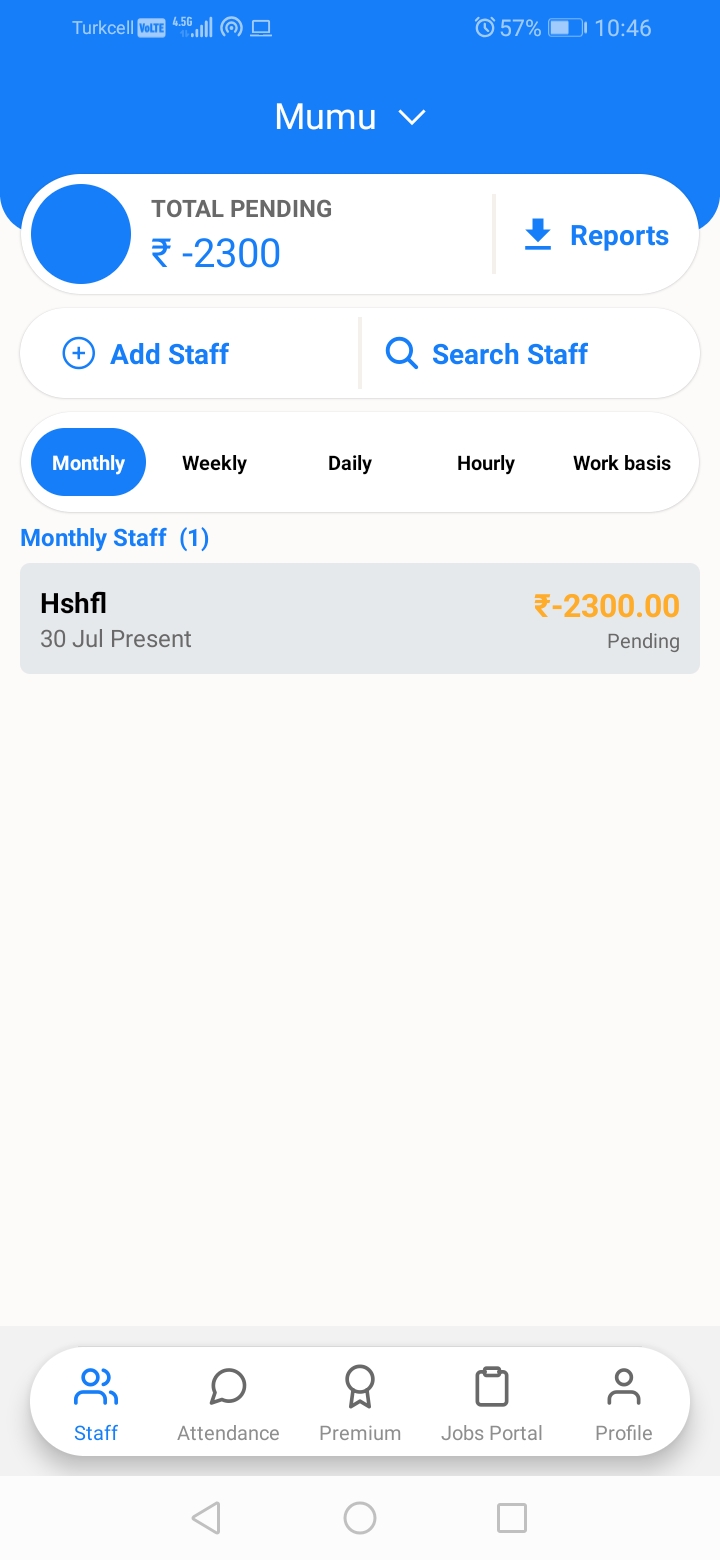 Turkcell VoLTE 4.5G 57% 10:46
Mumu
TOTAL PENDING
₹ -2300
Reports
Add Staff
Search Staff
Monthly Weekly Daily Hourly Work basis
Monthly Staff (1)
Hshfl
₹-2300.00
30 Jul Present
Pending
Staff Attendance Premium Jobs Portal Profile